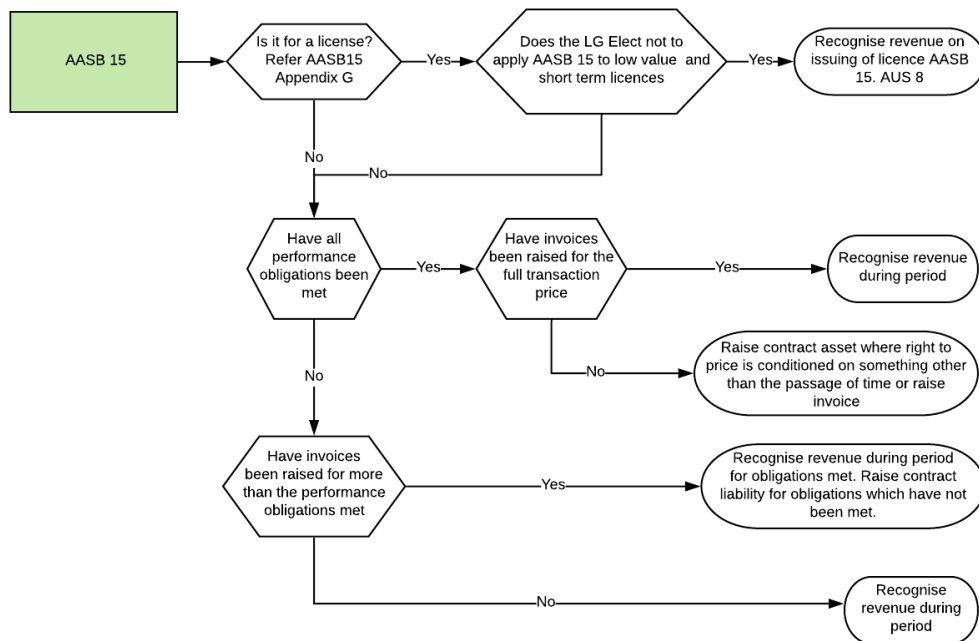 AASB 15
Is it for a license?
Refer AASB15
Appendix G
Yes
Does the LG Elect not to
apply AASB 15 to low value and
short term licences
Yes
Recognise revenue on
issuing of licence AASB
15. AUS 8
No
No
Have all
performance
obligations been
met
Yes
Have invoices
been raised for the
full transaction
price
Yes
Recognise revenue
during period
No
No
Raise contract asset where right to
price is conditioned on something other
than the passage of time or raise
invoice
Have invoices
been raised for more
than the performance
obligations met
Yes
Recognise revenue during period
for obligations met. Raise contract
liability for obligations which have not
been met.
No
Recognise
revenue during
period